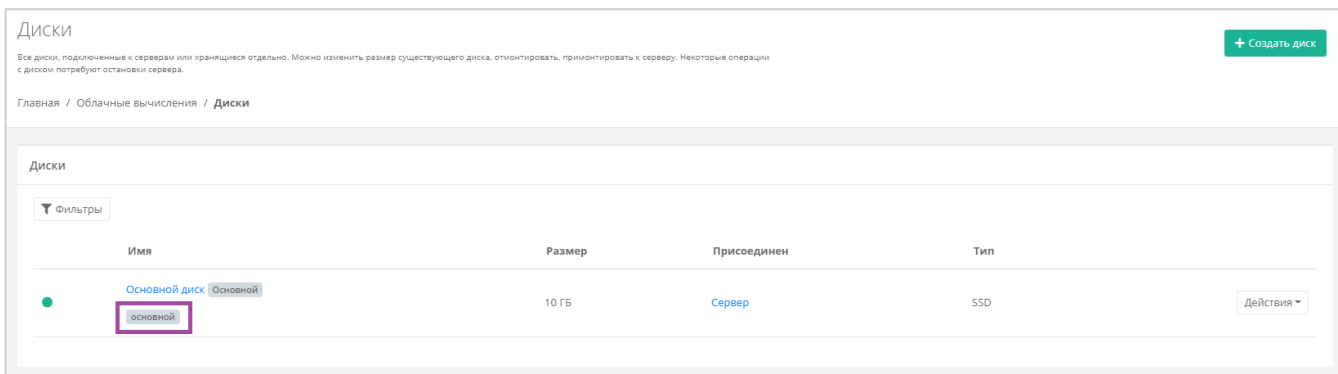 Диски
+ Создать диск
Все диски, подключенные к серверам или хранящиеся отдельно. Можно изменить размер существующего диска, отмонтировать, примонтировать к серверу. Некоторые операции
с диском потребуют остановки сервера.
Главная / Облачные вычисления / Диски
Диски
Фильтры
Имя Размер Присоединен Тип
Основной диск Основной
10 ГБ Сервер SSD Действия
основной